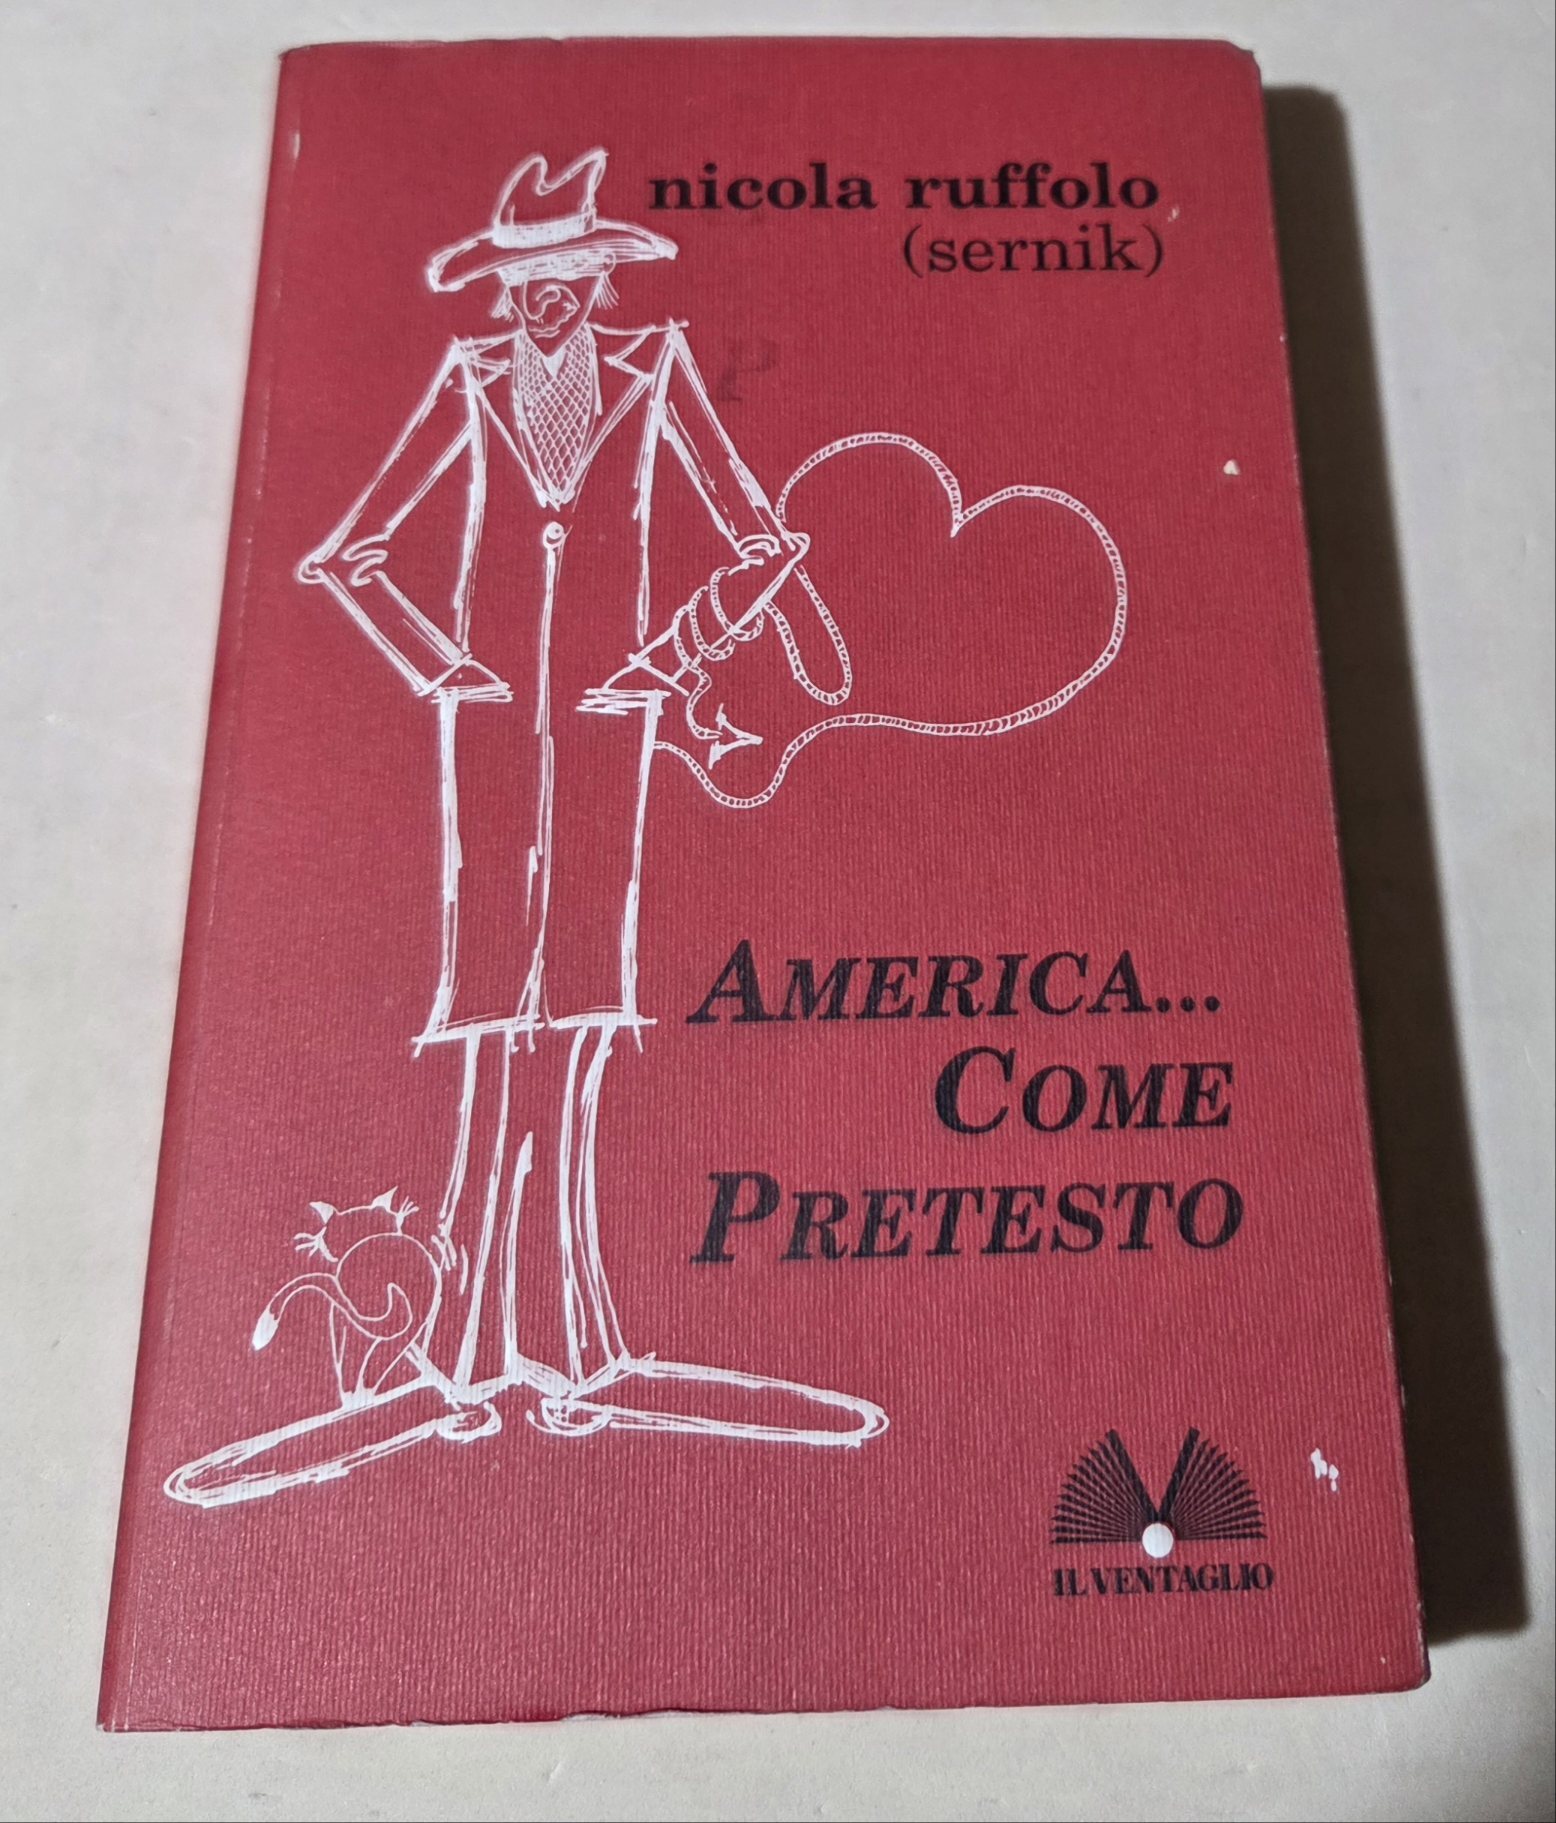 nicola ruffolo
(sernik)
AMERICA...
COME
PRETESTO
IL VENTAGLIO